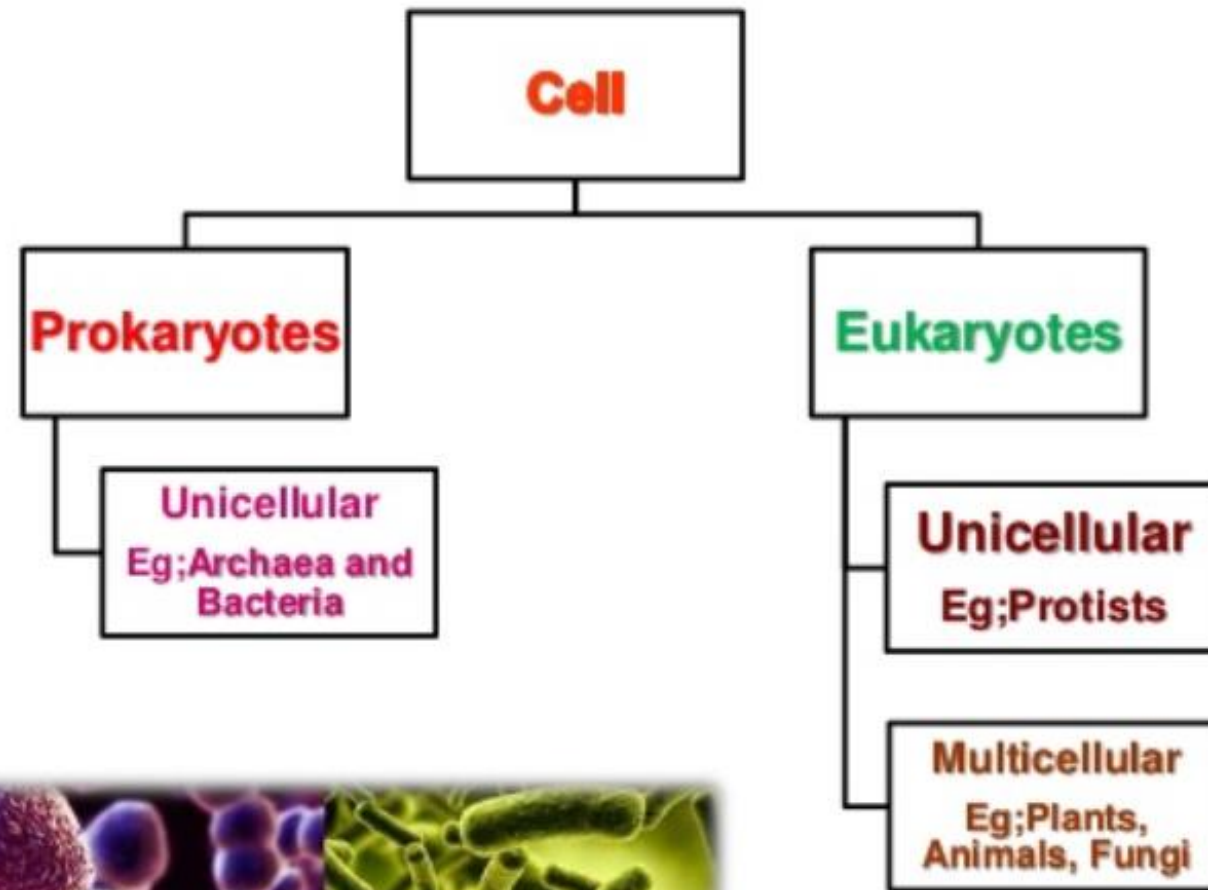 Cell
Prokaryotes
Eukaryotes
Unicellular
Eg;Archaea and
Bacteria
Unicellular
Eg;Protists
Multicellular
Eg;Plants,
Animals, Fungi